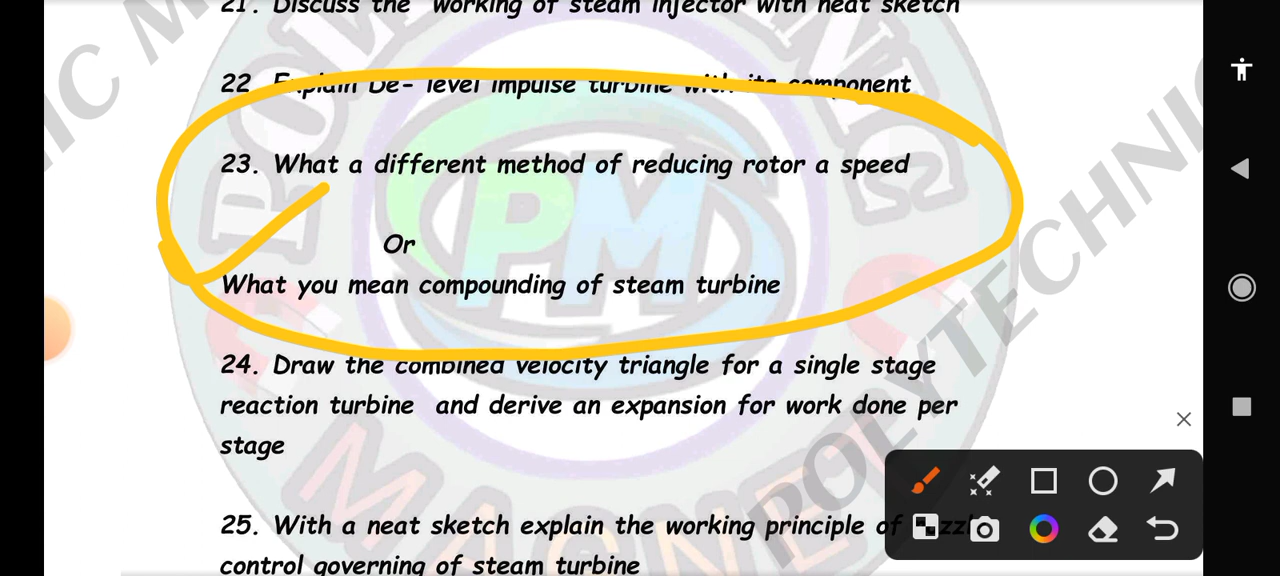 21. Discuss the working of steam injector with neat sketch
22. Explain De- level impulse turbine with its component
23. What a different method of reducing rotor a speed
Or
What you mean compounding of steam turbine
24. Draw the combined velocity triangle for a single stage
reaction turbine and derive an expansion for work done per
stage
25. With a neat sketch explain the working principle of
control governing of steam turbine
PM
MAGNET
POLYTECHNIC